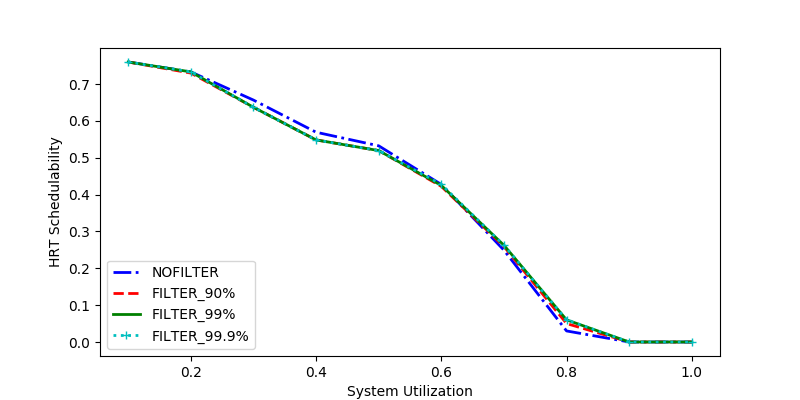 HRT Schedulability
0.7
0.6
0.5
0.4
0.3
0.2
0.1
0.0
NOFILTER
FILTER_90%
FILTER_99%
FILTER_99.9%
0.2
0.4
0.6
0.8
1.0
System Utilization